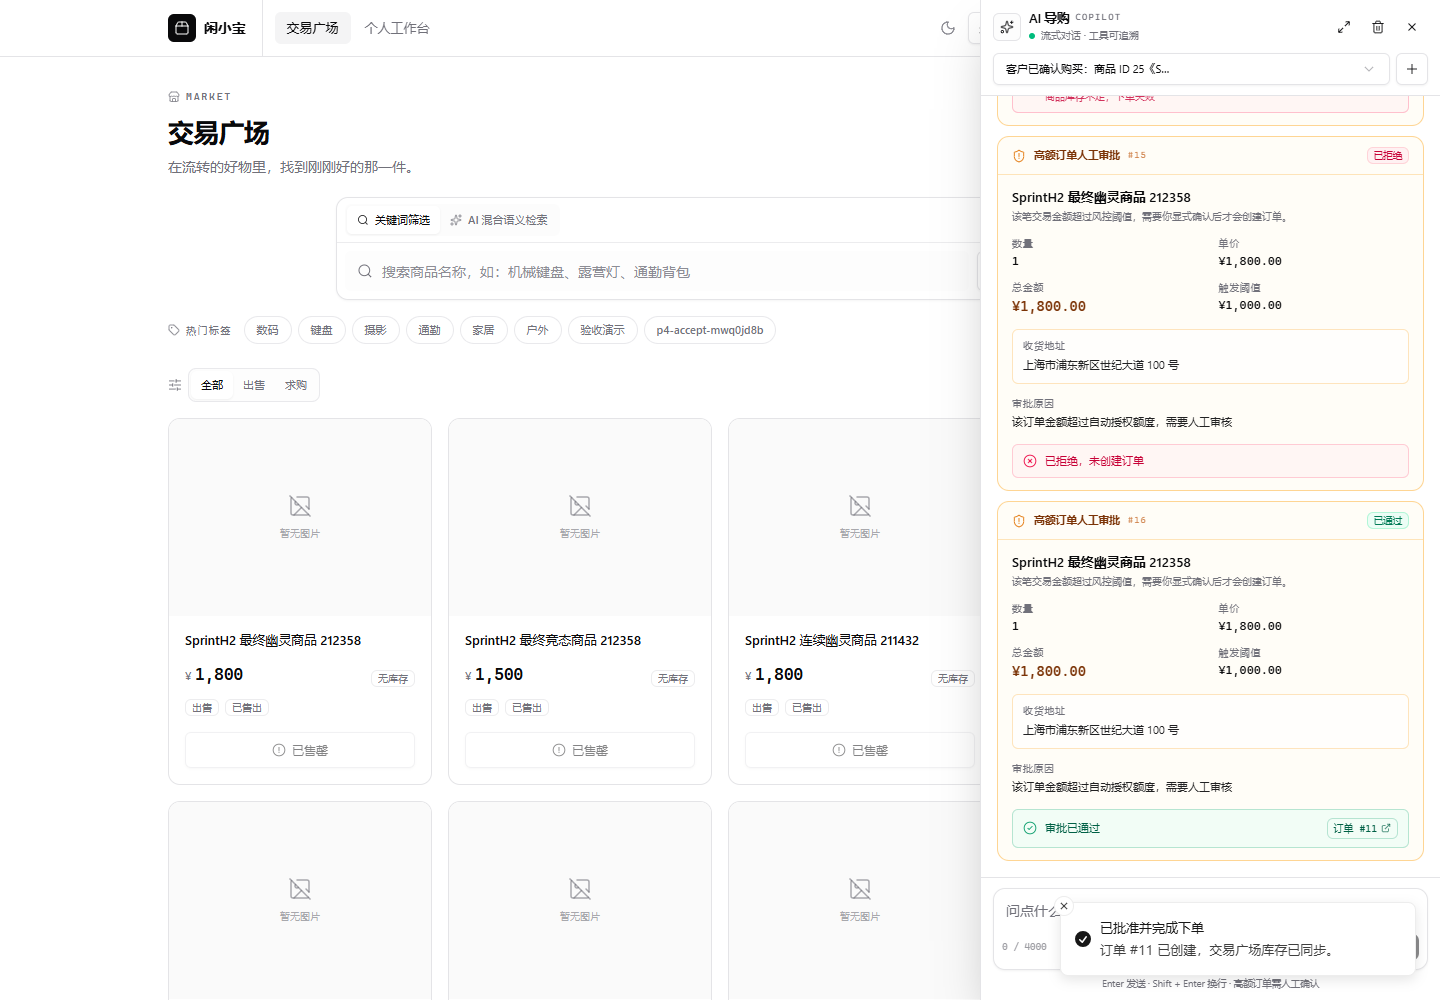 闲小宝
交易广场
个人工作台
MARKET
交易广场
在流转的好物里，找到刚刚好的那一件。
关键词筛选
AI 混合语义检索
搜索商品名称，如：机械键盘、露营灯、通勤背包
热门标签
数码
键盘
摄影
通勤
家居
户外
验收演示
p4-accept-mwq0jd8b
全部
出售
求购
暂无图片
暂无图片
暂无图片
SprintH2 最终幽灵商品 212358
¥ 1,800
无库存
出售
已售出
已售罄
SprintH2 最终竞态商品 212358
¥ 1,500
无库存
出售
已售出
已售罄
SprintH2 连续幽灵商品 211432
¥ 1,800
无库存
出售
已售出
已售罄
暂无图片
暂无图片
暂无图片
AI 导购 COPILOT
流式对话 · 工具可追溯
客户已确认购买：商品 ID 25《S...
商品库存不足，下单失败
高额订单人工审批 #15
已拒绝
SprintH2 最终幽灵商品 212358
该笔交易金额超过风控阈值，需要你显式确认后才会创建订单。
数量
1
单价
¥1,800.00
总金额
¥1,800.00
触发阈值
¥1,000.00
收货地址
上海市浦东新区世纪大道 100 号
审批原因
该订单金额超过自动授权额度，需要人工审核
已拒绝，未创建订单
高额订单人工审批 #16
已通过
SprintH2 最终幽灵商品 212358
该笔交易金额超过风控阈值，需要你显式确认后才会创建订单。
数量
1
单价
¥1,800.00
总金额
¥1,800.00
触发阈值
¥1,000.00
收货地址
上海市浦东新区世纪大道 100 号
审批原因
该订单金额超过自动授权额度，需要人工审核
审批已通过
订单 #11
问点什么
0 / 4000
已批准并完成下单
订单 #11 已创建，交易广场库存已同步。
Enter 发送 · Shift + Enter 换行 · 高额订单需人工确认